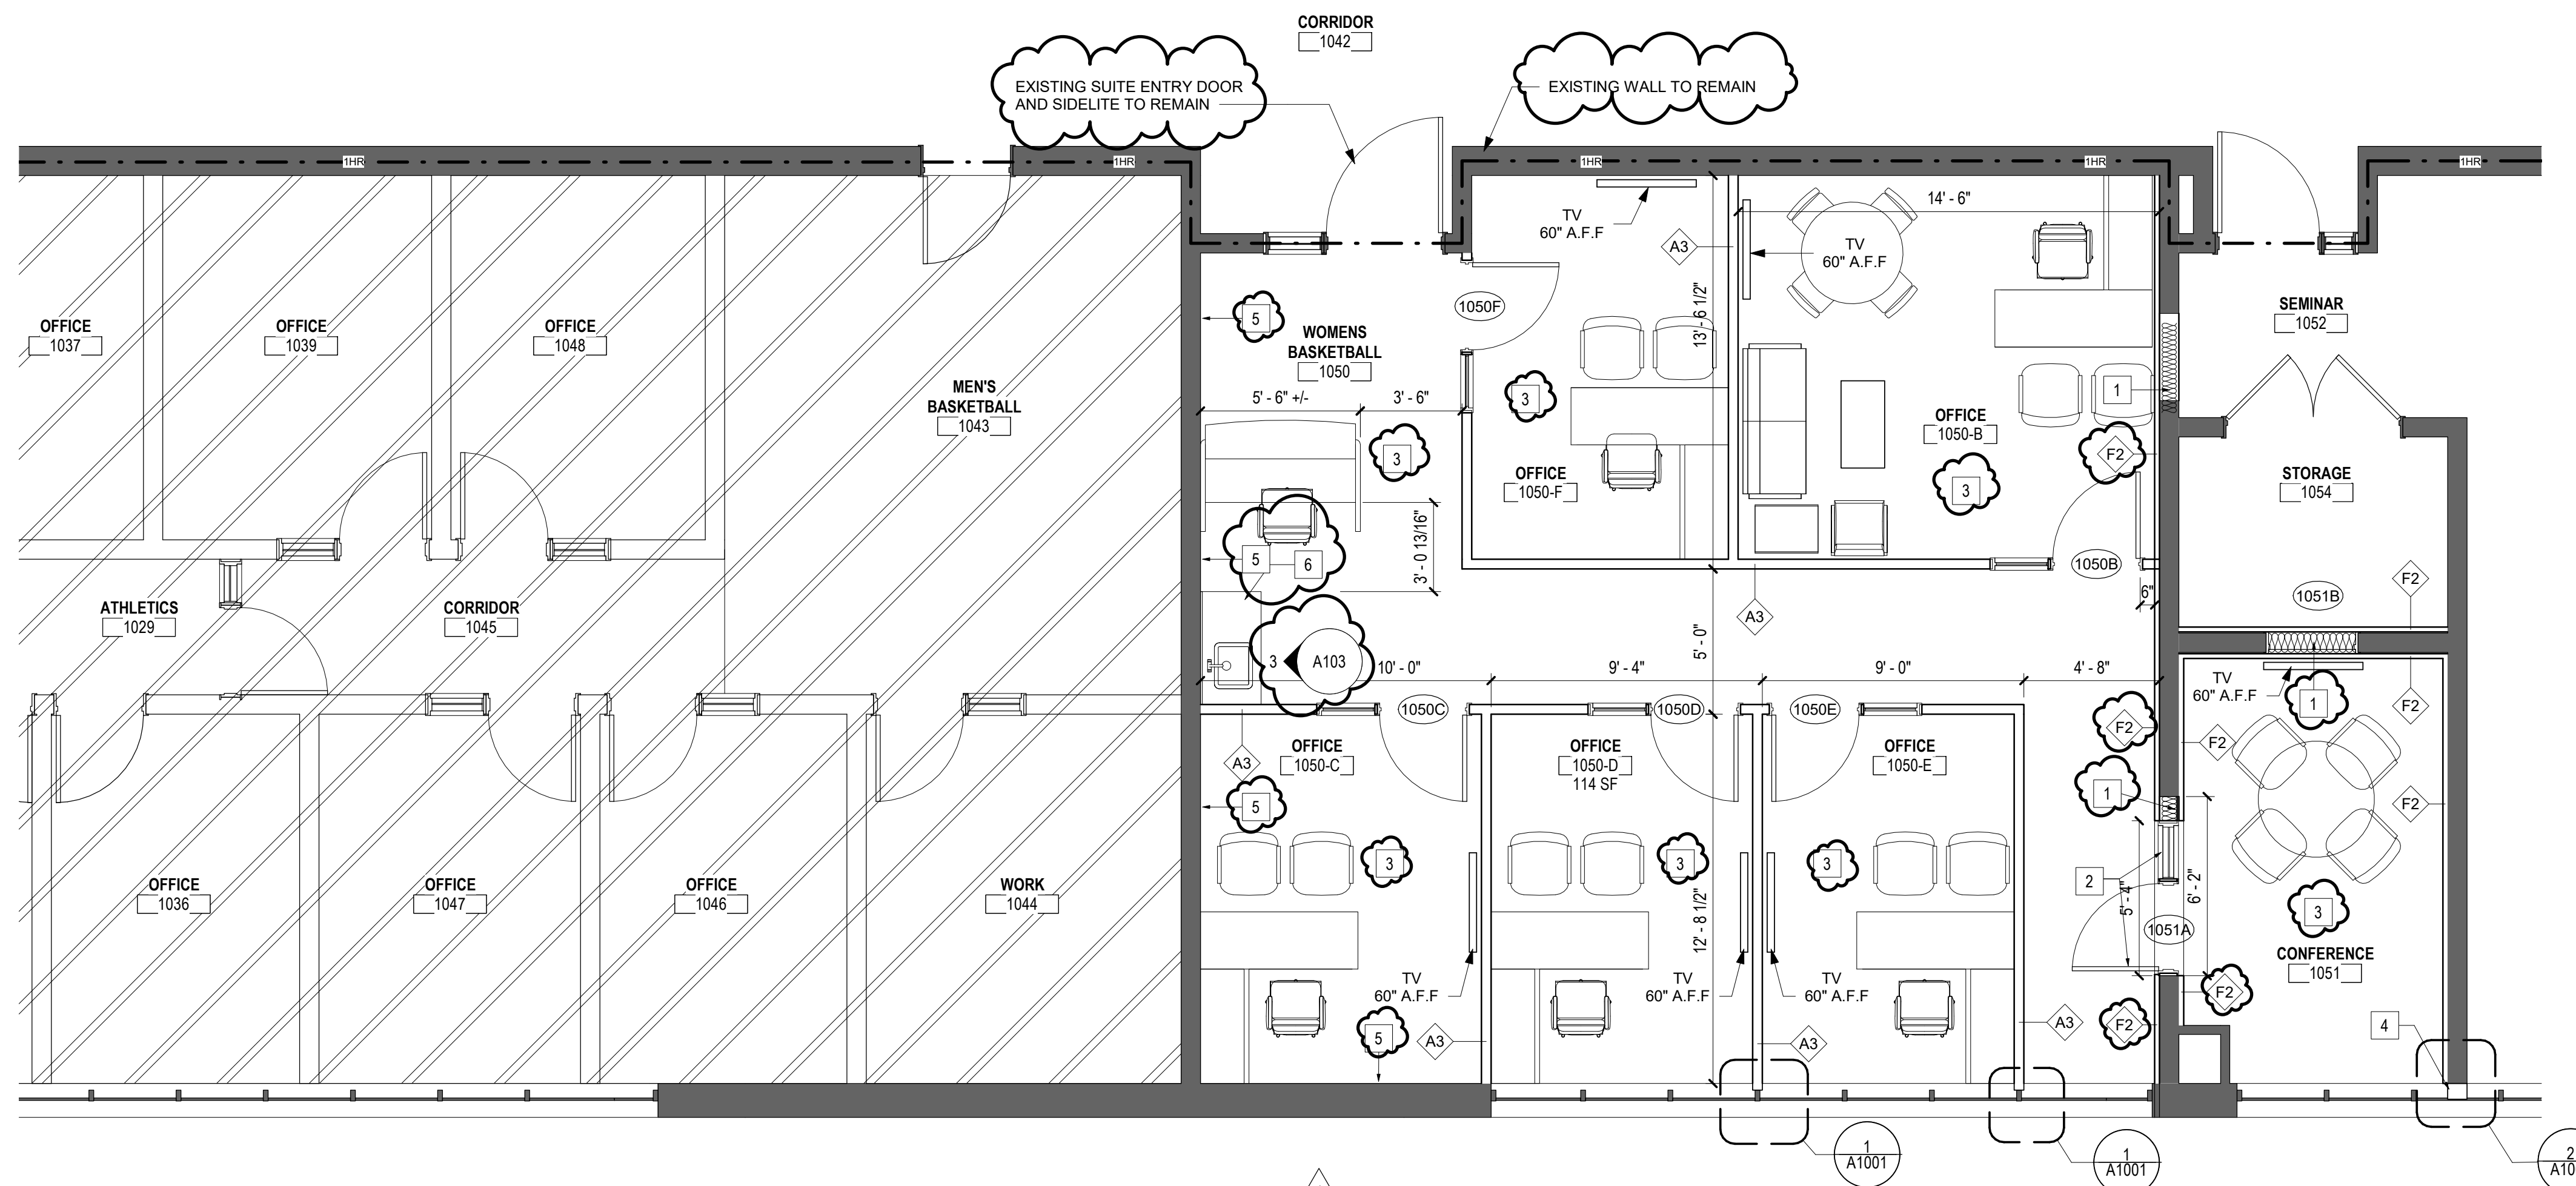 CORRIDOR
1042
EXISTING SUITE ENTRY DOOR
AND SIDELITE TO REMAIN
EXISTING WALL TO REMAIN
1HR
1HR
1HR
1HR
1HR
TV
60" A.F.F
14' - 6"
A3
TV
60" A.F.F
13' - 6 1/2"
OFFICE
1037
OFFICE
1039
OFFICE
1048
MEN'S
BASKETBALL
1043
5
WOMENS
BASKETBALL
1050
1050F
SEMINAR
1052
5' - 6" +/-
3' - 6"
3
3
1
OFFICE
1050-B
3
F2
OFFICE
1050-F
STORAGE
1054
5
6
3' - 0 13/16"
1050B
6"
F2
1051B
A3
ATHLETICS
1029
CORRIDOR
1045
3
A103
10' - 0"
9' - 4"
9' - 0"
4' - 8"
5' - 0"
TV
60" A.F.F
1
F2
1050C
1050D
1050E
F2
F2
A3
OFFICE
1050-C
OFFICE
1050-D
114 SF
OFFICE
1050-E
1
F2
5
3
3
3
2
5' - 4"
6' - 2"
OFFICE
1036
OFFICE
1047
OFFICE
1046
WORK
1044
12' - 8 1/2"
1051A
3
CONFERENCE
1051
TV
60" A.F.F
TV
60" A.F.F
TV
60" A.F.F
F2
5
A3
A3
A3
F2
4
1
A1001
1
A1001
2